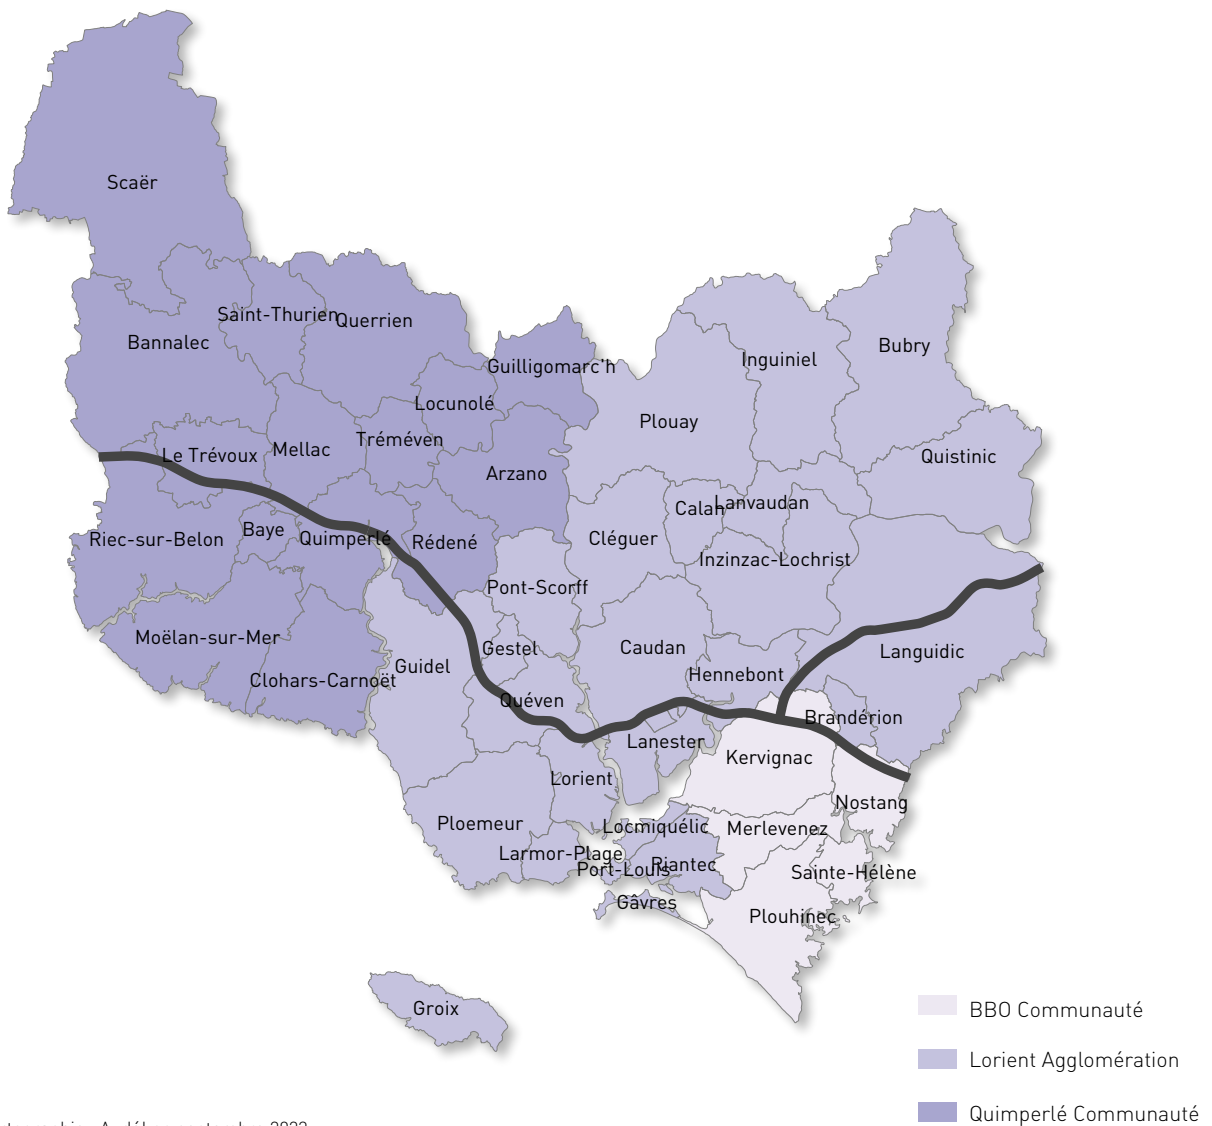 Scaër
Saint-Thurien
Querrien
Bannalec
Guilligomarc'h
Inguiniel
Bubry
Locunolé
Plouay
Tréméven
Mellac
Le Trévoux
Quistinic
Arzano
Lanvaudan
Calan
Baye
Riec-sur-Belon
Quimperlé
Rédené
Cléguer
Inzinzac-Lochrist
Pont-Scorff
Moëlan-sur-Mer
Gestel
Caudan
Languidic
Guidel
Hennebont
Clohars-Carnoët
Quéven
Brandérion
Lanester
Kervignac
Lorient
Nostang
Ploemeur
Locmiquélic
Merlevenez
Larmor-Plage
Riantec
Port-Louis
Sainte-Hélène
Gâvres
Plouhinec
Groix
BBO Communauté
Lorient Agglomération
Quimperlé Communauté